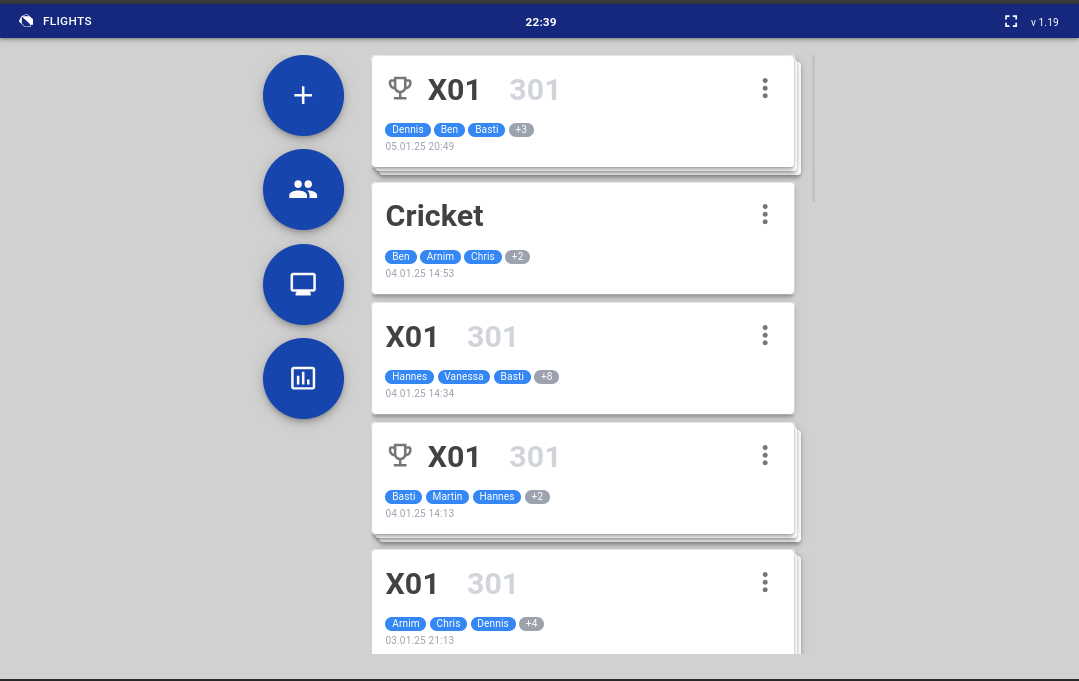 FLIGHTS
22:39
v 1.19
X01 301
Dennis Ben Basti +3
05.01.25 20:49
Cricket
Ben Arnim Chris +2
04.01.25 14:53
X01 301
Hannes Vanessa Basti +8
04.01.25 14:34
X01 301
Basti Martin Hannes +2
04.01.25 14:13
X01 301
Arnim Chris Dennis +4
03.01.25 21:13